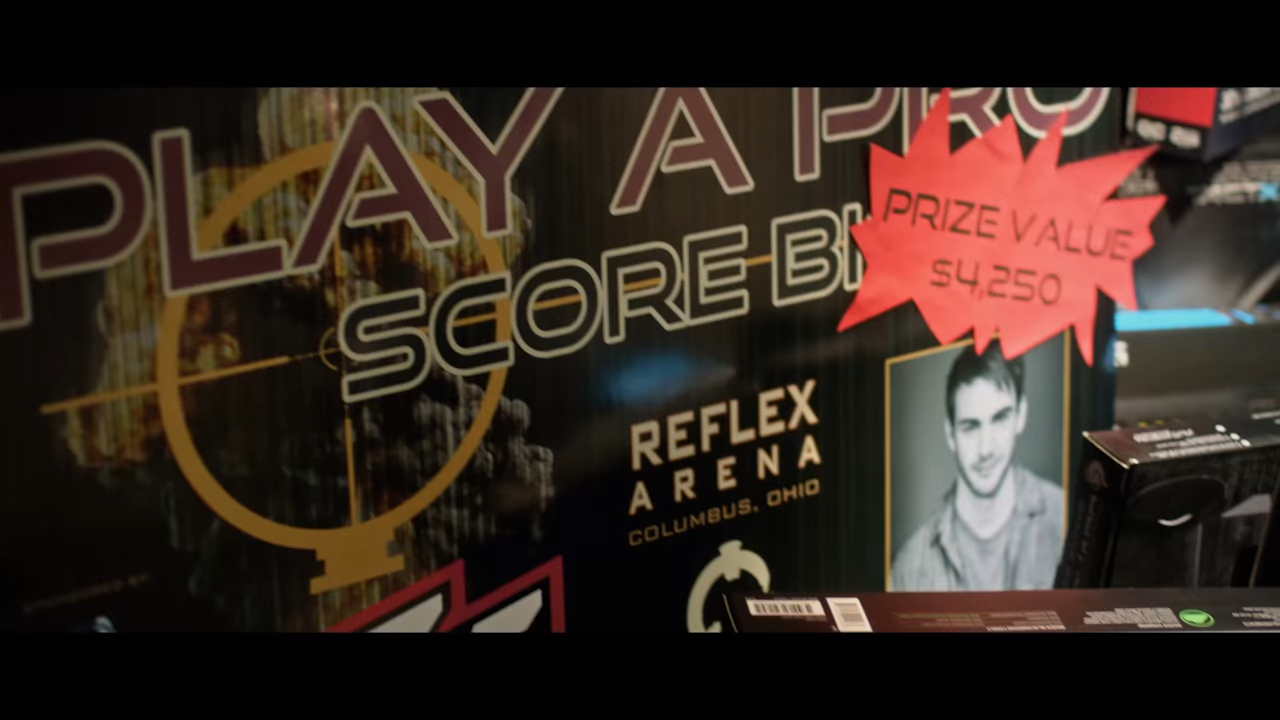 PLAY A PRO
SCORE BI
PRIZE VALUE
$4,250
REFLEX
ARENA
COLUMBUS, OHIO